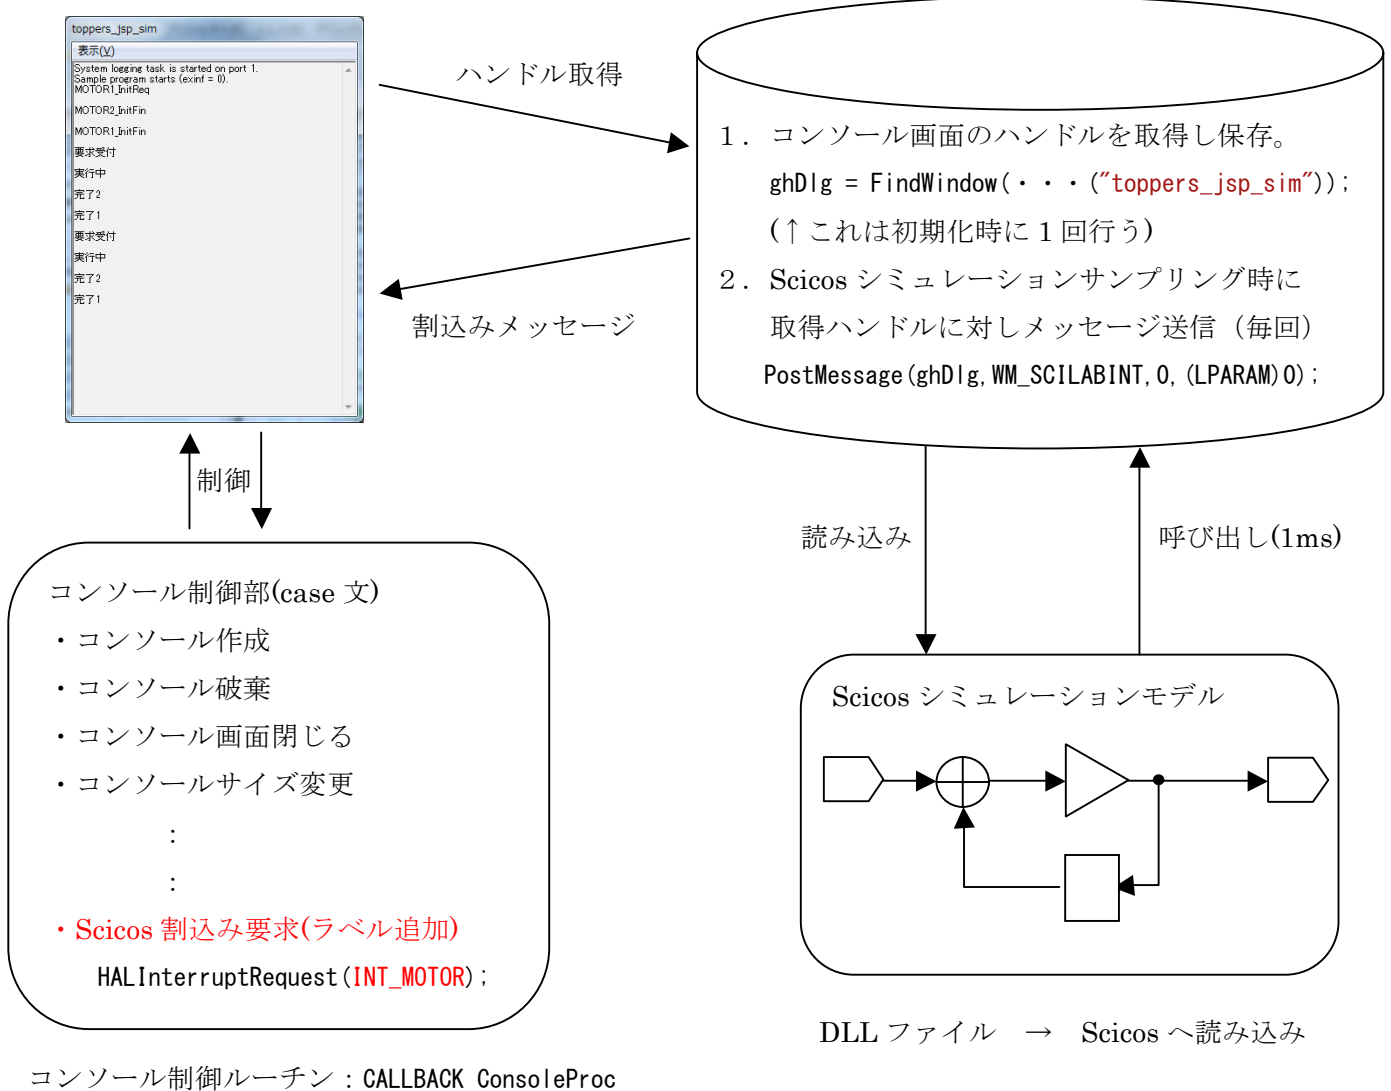 toppers_jsp_sim
表示(V)
System logging task is started on port 1.
Sample program starts (exinf = 0).
MOTOR1_InitReq
MOTOR2_InitFin
MOTOR1_InitFin
要求受付
実行中
完了2
完了1
要求受付
実行中
完了2
完了1
ハンドル取得
割込みメッセージ
１．コンソール画面のハンドルを取得し保存。
ghDlg = FindWindow(・・・("toppers_jsp_sim"));
(↑これは初期化時に１回行う)
２．Scicos シミュレーションサンプリング時に
取得ハンドルに対しメッセージ送信（毎回）
PostMessage(ghDlg,WM_SCILABINT,0,(LPARAM)0);
制御
読み込み
呼び出し(1ms)
コンソール制御部(case 文)
・コンソール作成
・コンソール破棄
・コンソール画面閉じる
・コンソールサイズ変更
：
：
・Scicos 割込み要求(ラベル追加)
HALInterruptRequest(INT_MOTOR);
コンソール制御ルーチン：CALLBACK ConsoleProc
Scicos シミュレーションモデル
DLL ファイル　→　Scicos へ読み込み